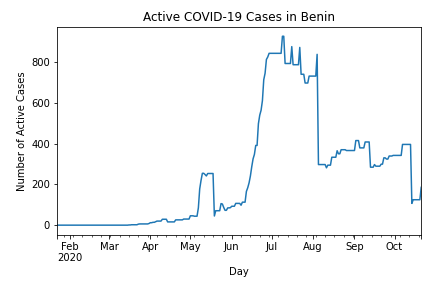 Active COVID-19 Cases in Benin
Number of Active Cases
800
600
400
200
0
Feb Mar Apr May Jun Jul Aug Sep Oct
2020
Day